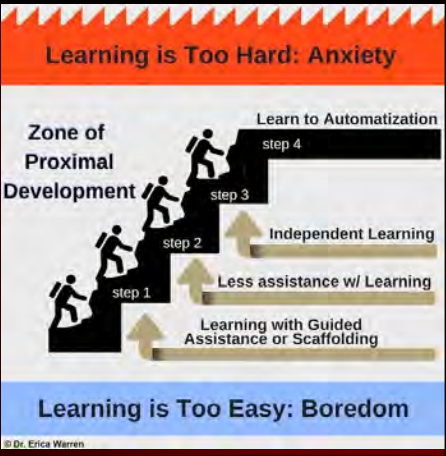 Learning is Too Hard: Anxiety
Learn to Automatization
Zone of
Proximal
Development
step 4
step 3
Independent Learning
step 2
Less assistance w/ Learning
step 1
Learning with Guided
Assistance or Scaffolding
Learning is Too Easy: Boredom
© Dr. Erica Warren